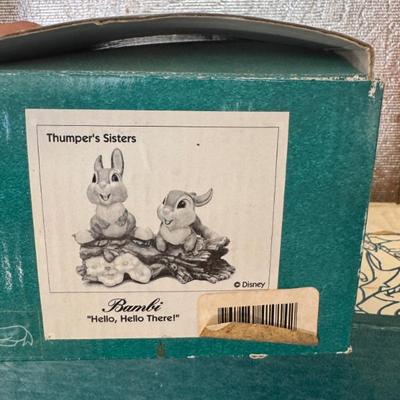 Thumper's Sisters
© Disney
Bambi
"Hello, Hello There!"